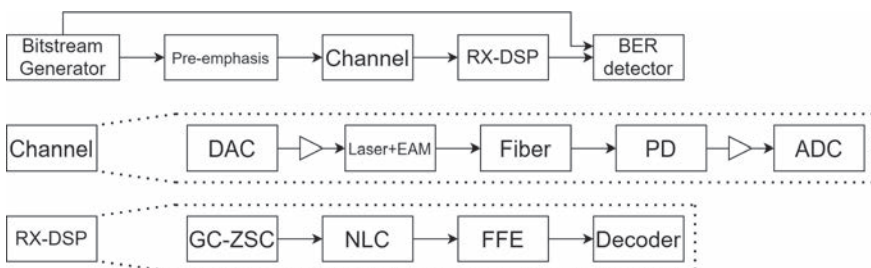 Bitstream
Generator
Pre-emphasis
Channel
RX-DSP
BER
detector
Channel
DAC
Laser+EAM
Fiber
PD
ADC
RX-DSP
GC-ZSC
NLC
FFE
Decoder